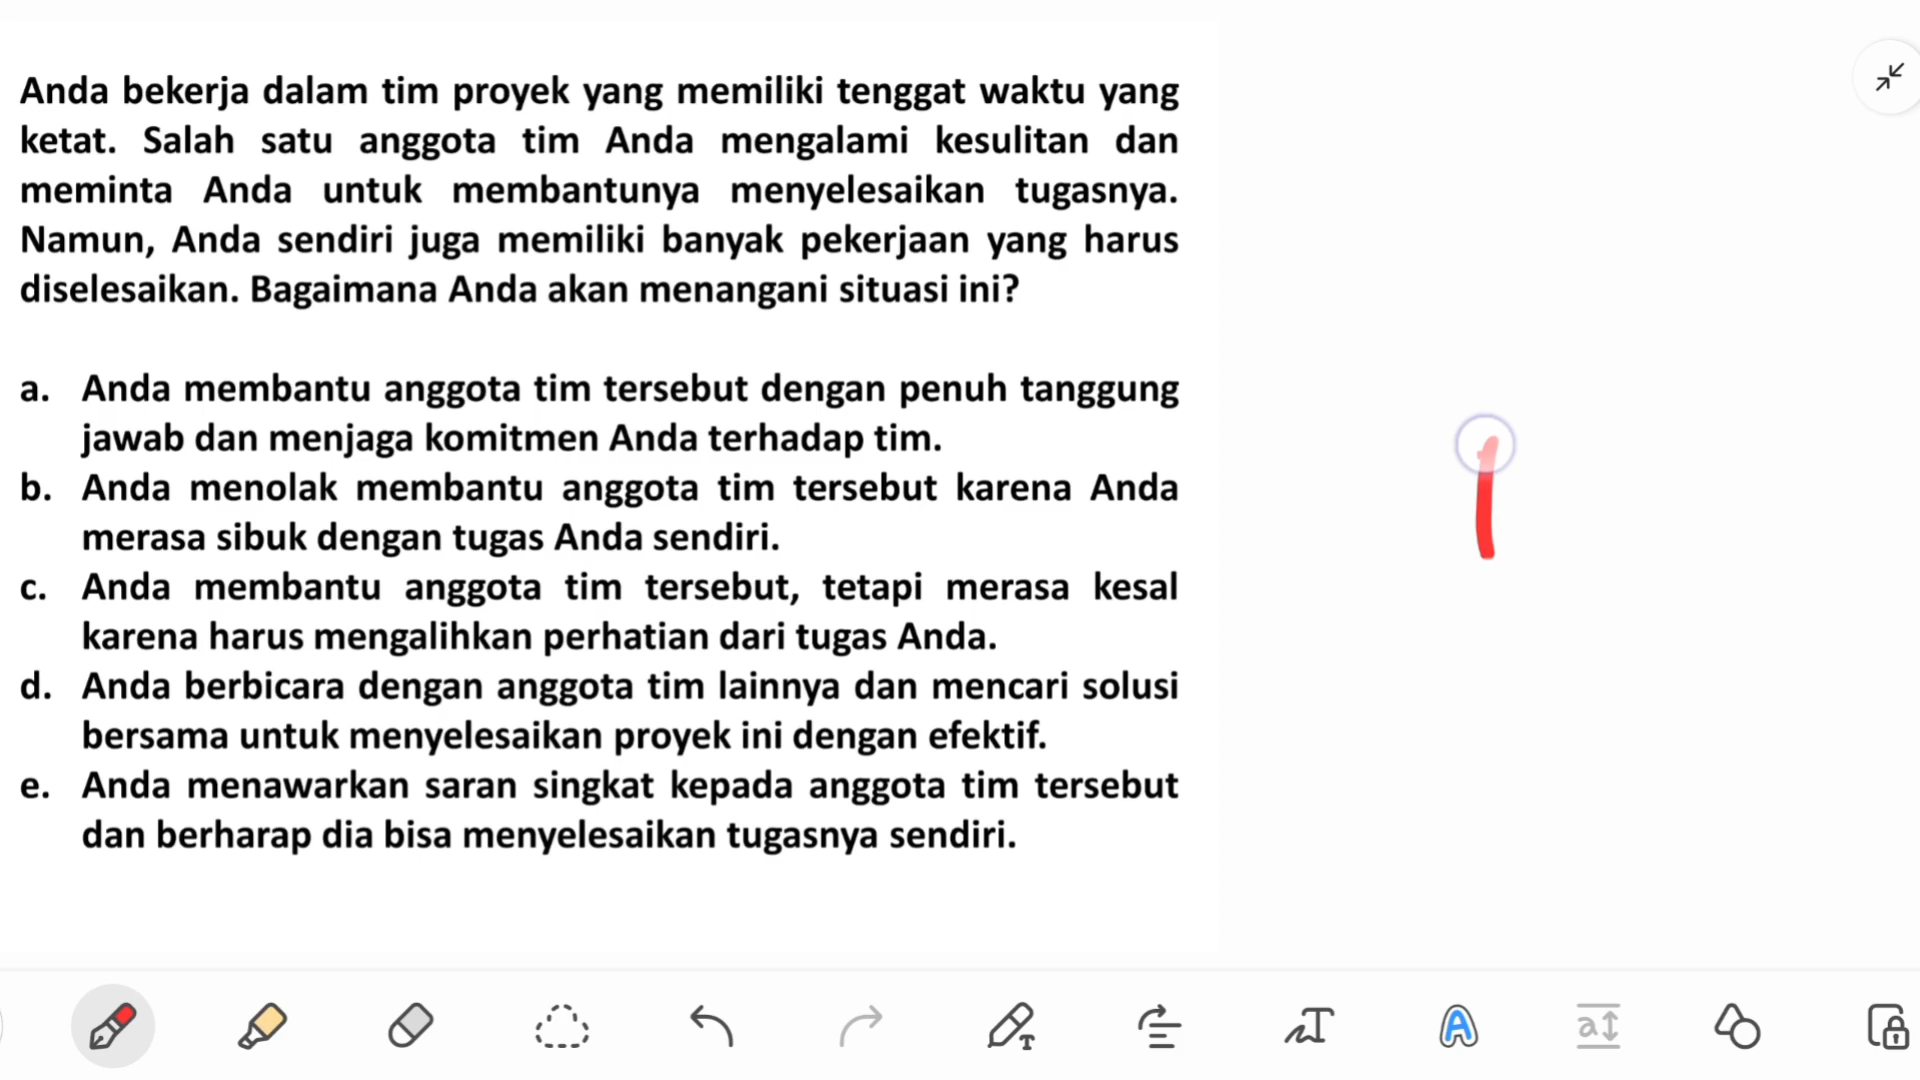 Anda bekerja dalam tim proyek yang memiliki tenggat waktu yang
ketat. Salah satu anggota tim Anda mengalami kesulitan dan
meminta Anda untuk membantunya menyelesaikan tugasnya.
Namun, Anda sendiri juga memiliki banyak pekerjaan yang harus
diselesaikan. Bagaimana Anda akan menangani situasi ini?
a. Anda membantu anggota tim tersebut dengan penuh tanggung
jawab dan menjaga komitmen Anda terhadap tim.
b. Anda menolak membantu anggota tim tersebut karena Anda
merasa sibuk dengan tugas Anda sendiri.
c. Anda membantu anggota tim tersebut, tetapi merasa kesal
karena harus mengalihkan perhatian dari tugas Anda.
d. Anda berbicara dengan anggota tim lainnya dan mencari solusi
bersama untuk menyelesaikan proyek ini dengan efektif.
e. Anda menawarkan saran singkat kepada anggota tim tersebut
dan berharap dia bisa menyelesaikan tugasnya sendiri.